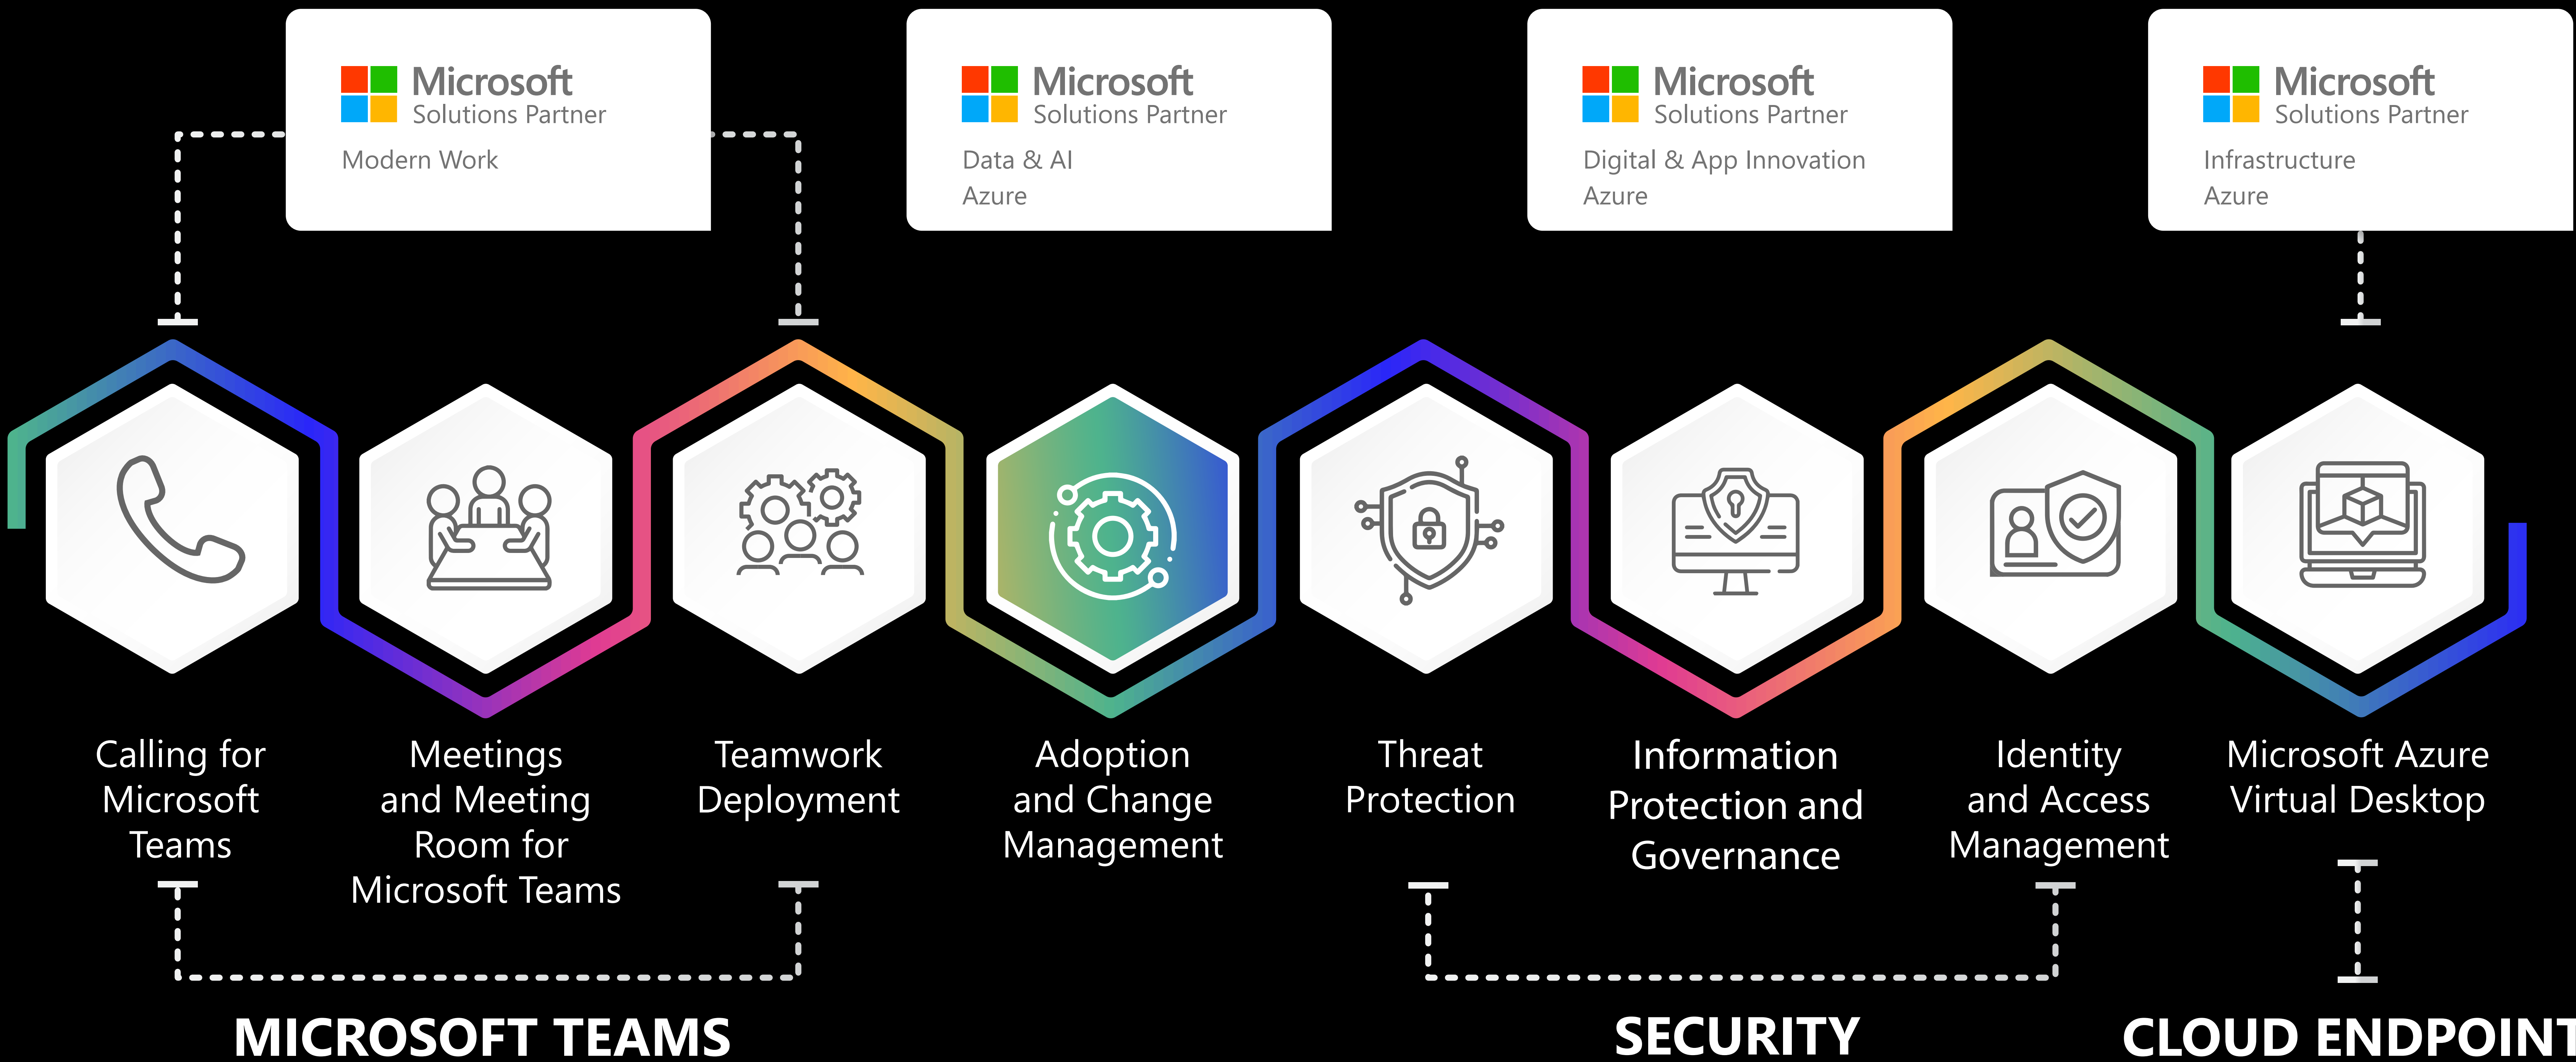 Microsoft
Solutions Partner
Modern Work
Microsoft
Solutions Partner
Data & AI
Azure
Microsoft
Solutions Partner
Digital & App Innovation
Azure
Microsoft
Solutions Partner
Infrastructure
Azure
Calling for
Microsoft
Teams
Meetings
and Meeting
Room for
Microsoft Teams
Teamwork
Deployment
Adoption
and Change
Management
Threat
Protection
Information
Protection and
Governance
Identity
and Access
Management
Microsoft Azure
Virtual Desktop
MICROSOFT TEAMS
SECURITY
CLOUD ENDPOINT